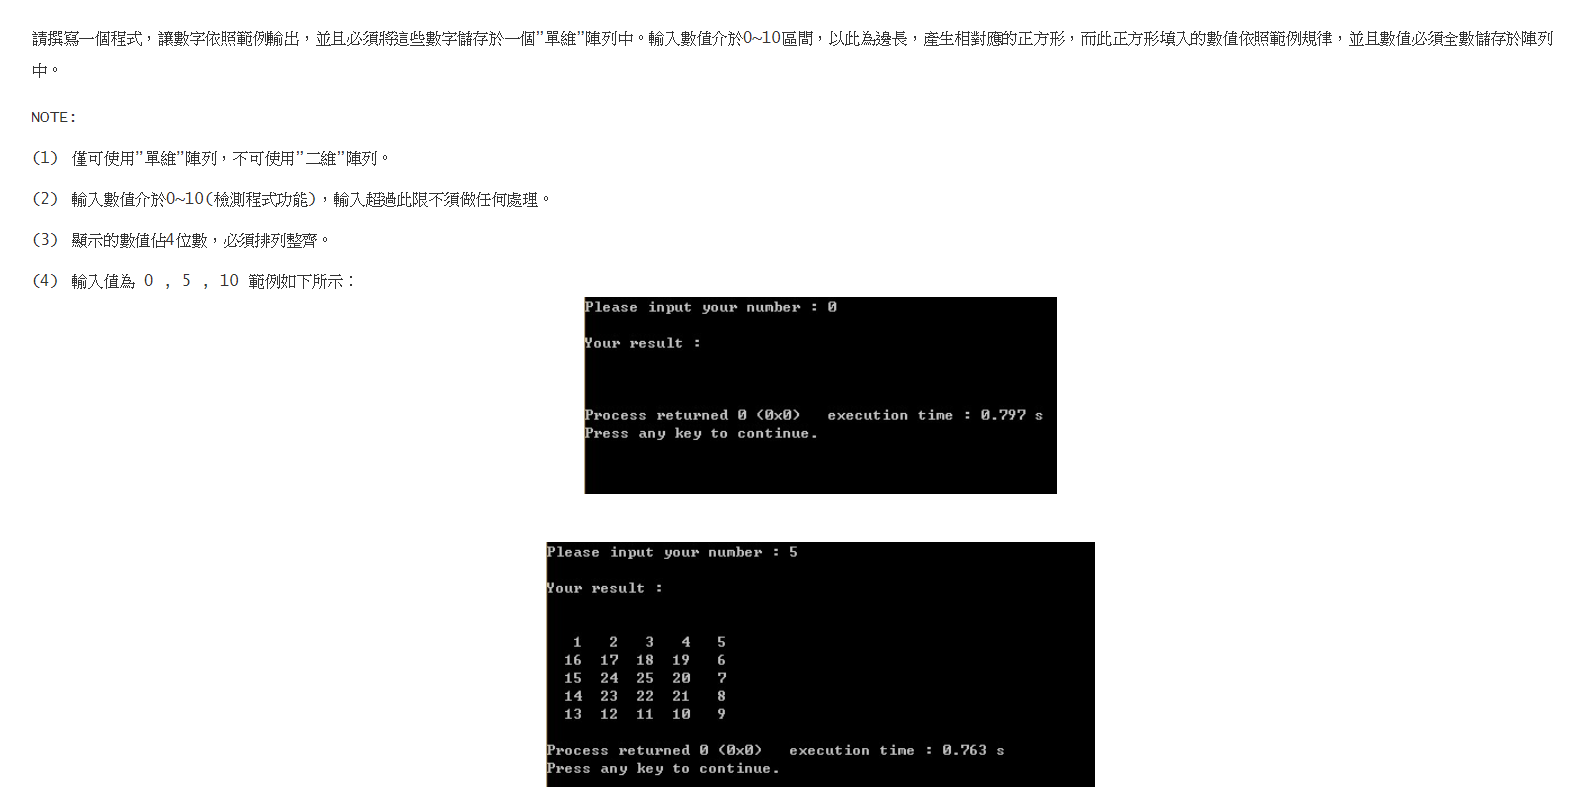 請撰寫一個程式，讓數字依照範例輸出，並且必須將這些數字儲存於一個”單維”陣列中。輸入數值介於0~10區間，以此為邊長，產生相對應的正方形，而此正方形填入的數值依照範例規律，並且數值必須全數儲存於陣列
中。
NOTE:
(1) 僅可使用”單維”陣列，不可使用”二維”陣列。
(2) 輸入數值介於0~10(檢測程式功能)，輸入超過此限不須做任何處理。
(3) 顯示的數值佔4位數，必須排列整齊。
(4) 輸入值為 0 , 5 , 10 範例如下所示：
Please input your number : 0
Your result :
Process returned 0 (0x0)   execution time : 0.797 s
Press any key to continue.
Please input your number : 5
Your result :
   1   2   3   4   5
  16  17  18  19   6
  15  24  25  20   7
  14  23  22  21   8
  13  12  11  10   9
Process returned 0 (0x0)   execution time : 0.763 s
Press any key to continue.